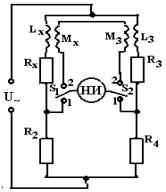 Lx Mx M3 L3
Rx 2 2 R3
U~ S1 НИ S2
1 1
R2 R4